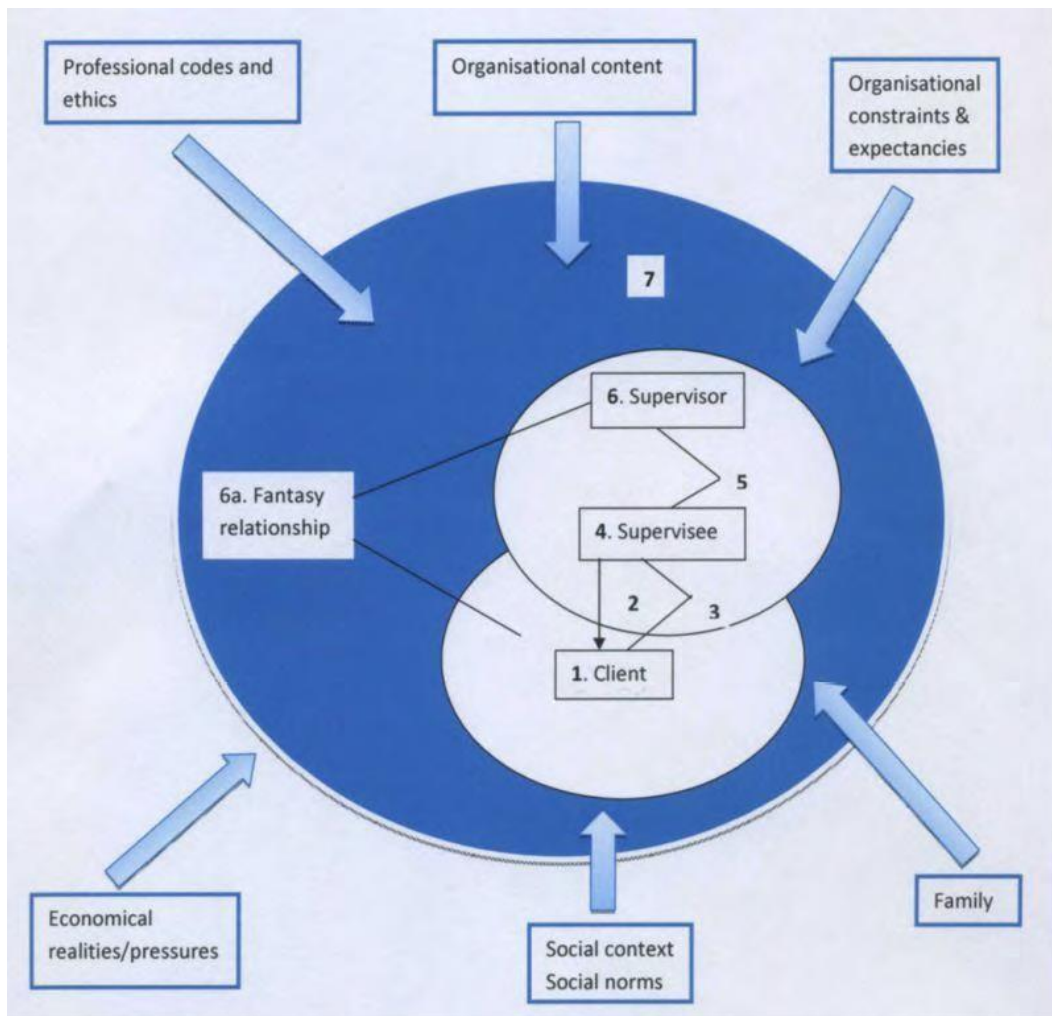 Professional codes and
ethics
Organisational content
Organisational
constraints &
expectancies
7
6. Supervisor
6a. Fantasy
relationship
5
4. Supervisee
2
3
1. Client
Economical
realities/pressures
Social context
Social norms
Family